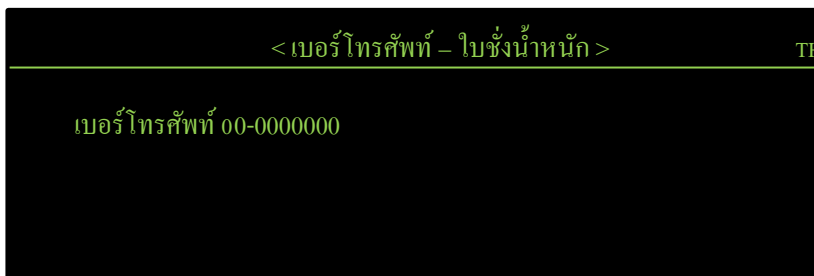 < เบอร์โทรศัพท์ – ใบชั่งน้ำหนัก > TH
เบอร์โทรศัพท์ 00-0000000